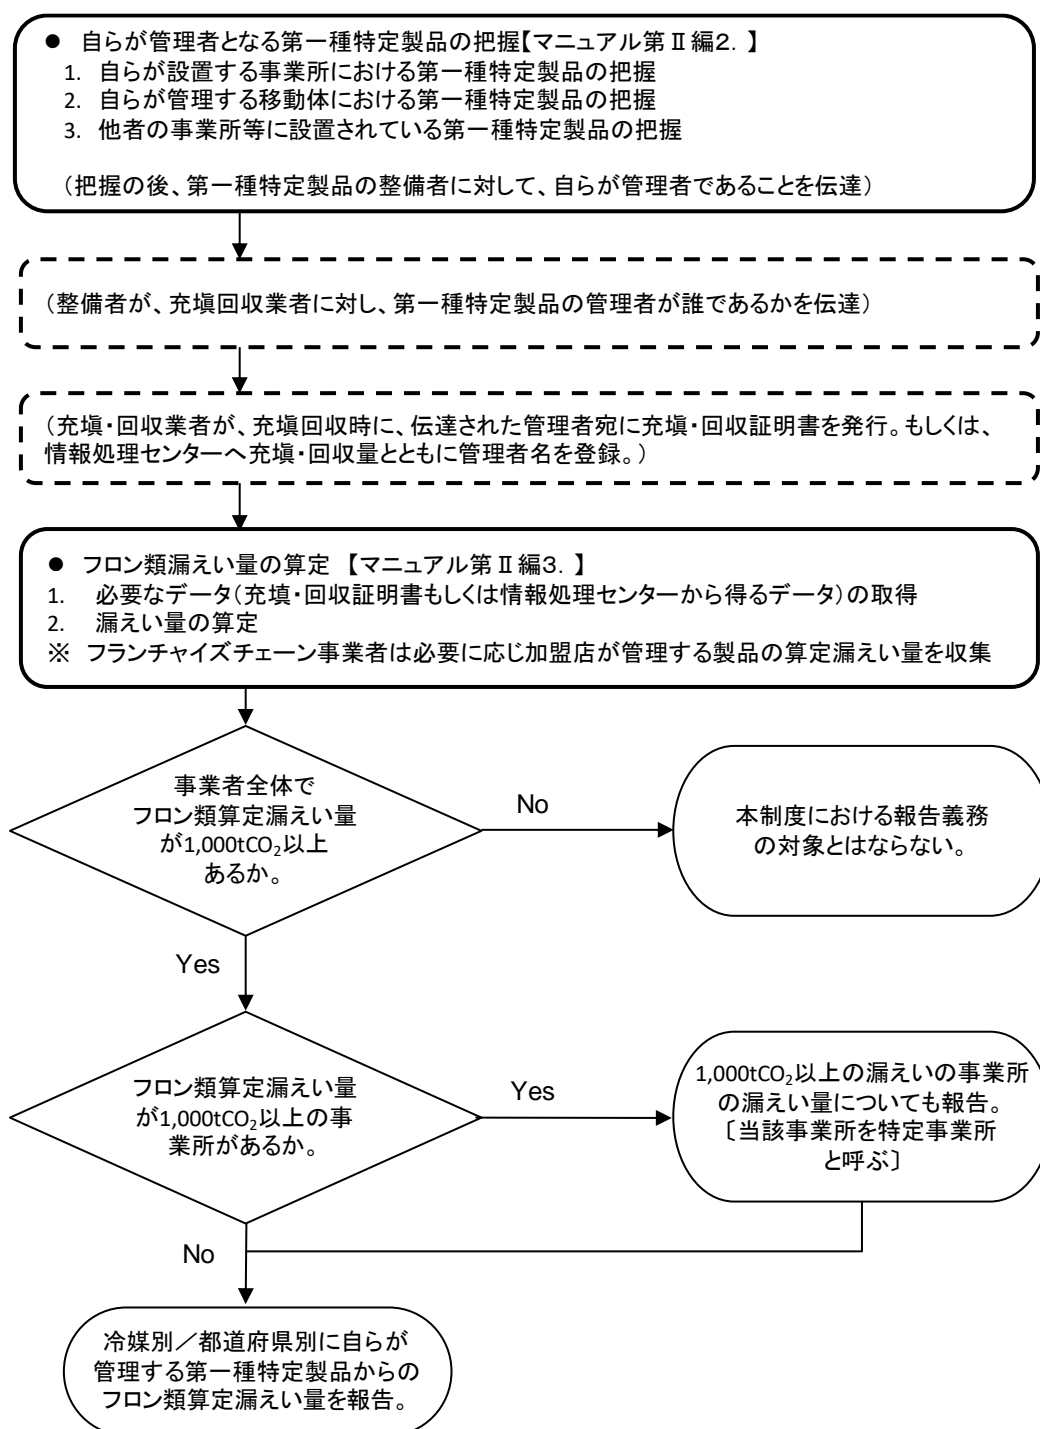 ● 自らが管理者となる第一種特定製品の把握【マニュアル第Ⅱ編２．】
1. 自らが設置する事業所における第一種特定製品の把握
2. 自らが管理する移動体における第一種特定製品の把握
3. 他者の事業所等に設置されている第一種特定製品の把握
（把握の後、第一種特定製品の整備者に対して、自らが管理者であることを伝達）
（整備者が、充塡回収業者に対し、第一種特定製品の管理者が誰であるかを伝達）
（充塡・回収業者が、充塡回収時に、伝達された管理者宛に充塡・回収証明書を発行。もしくは、
情報処理センターへ充塡・回収量とともに管理者名を登録。）
● フロン類漏えい量の算定 【マニュアル第Ⅱ編３．】
1. 必要なデータ（充填・回収証明書もしくは情報処理センターから得るデータ）の取得
2. 漏えい量の算定
※ フランチャイズチェーン事業者は必要に応じ加盟店が管理する製品の算定漏えい量を収集
事業者全体で
フロン類算定漏えい量
が1,000tCO₂以上
あるか。
No
本制度における報告義務
の対象とはならない。
Yes
フロン類算定漏えい量
が1,000tCO₂以上の事
業所があるか。
Yes
1,000tCO₂以上の漏えいの事業所
の漏えい量についても報告。
〔当該事業所を特定事業所
と呼ぶ〕
No
冷媒別／都道府県別に自らが
管理する第一種特定製品からの
フロン類算定漏えい量を報告。